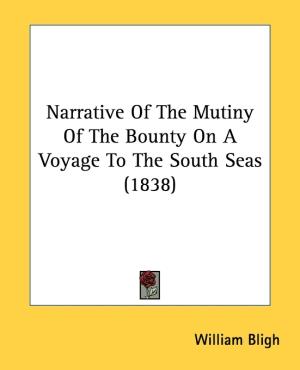 Narrative Of The Mutiny
Of The Bounty On A
Voyage To The South Seas
(1838)
William Bligh